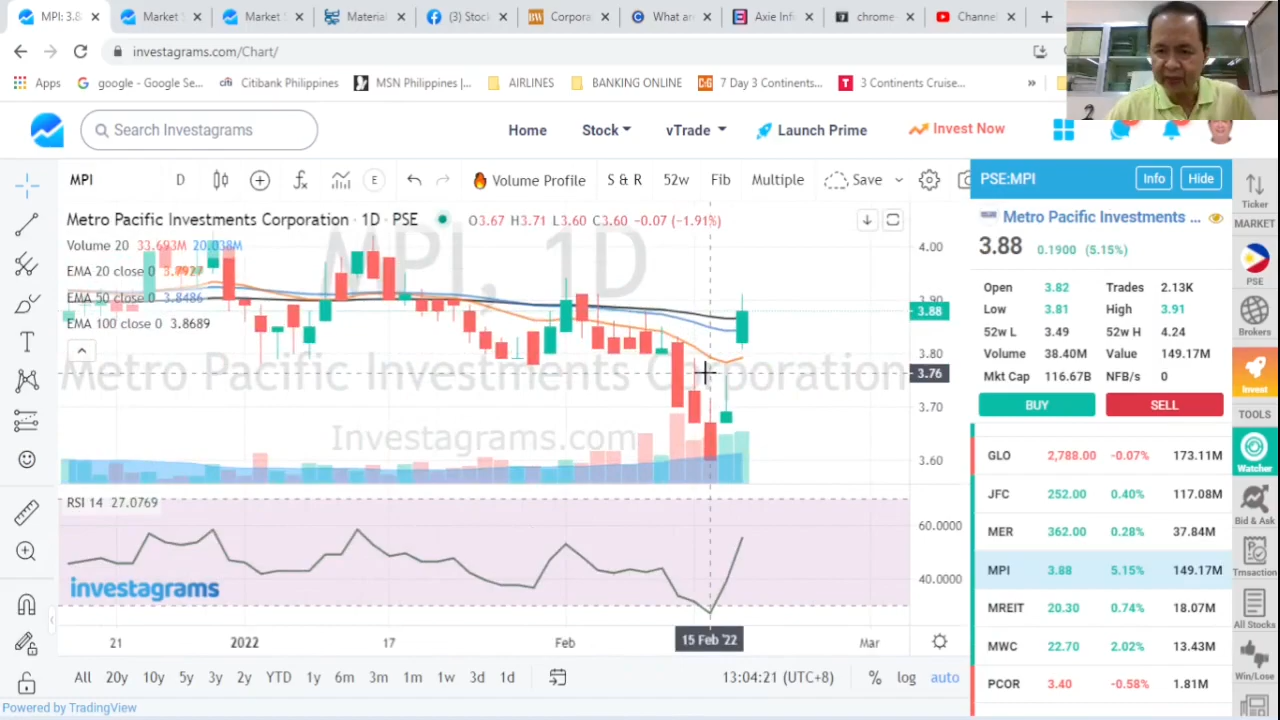 MPI: 3.8
Market
Market
Material
(3) Stock
Corpora
What ar
Axie Infi
chrome-
Channel
investagrams.com/Chart/
Apps
google - Google Se...
Citibank Philippines
MSN Philippines |...
AIRLINES
BANKING ONLINE
7 Day 3 Continents...
3 Continents Cruise...
»
Search Investagrams
Home
Stock
vTrade
Launch Prime
Invest Now
MPI
D
E
Volume Profile
S & R
52w
Fib
Multiple
Save
Metro Pacific Investments Corporation · 1D · PSE
O3.67 H3.71 L3.60 C3.60 -0.07 (-1.91%)
Volume 20 33.693M 20.038M
EMA 20 close 0 3.7927
EMA 50 close 0 3.8486
EMA 100 close 0 3.8689
MPI, 1D
Metro Pacific Investments Corporation
Investagrams.com
4.00
3.90
3.88
3.80
3.76
3.70
3.60
RSI 14 27.0769
60.0000
40.0000
investagrams
21
2022
17
Feb
15 Feb '22
Mar
All
20y
10y
5y
3y
2y
YTD
1y
6m
3m
1m
1w
3d
1d
13:04:21 (UTC+8)
%
log
auto
Powered by TradingView
PSE:MPI
Info
Hide
Metro Pacific Investments ...
3.88 0.1900 (5.15%)
Open 3.82 Trades 2.13K
Low 3.81 High 3.91
52w L 3.49 52w H 4.24
Volume 38.40M Value 149.17M
Mkt Cap 116.67B NFB/s 0
BUY
SELL
GLO 2,788.00 -0.07% 173.11M
JFC 252.00 0.40% 117.08M
MER 362.00 0.28% 37.84M
MPI 3.88 5.15% 149.17M
MREIT 20.30 0.74% 18.07M
MWC 22.70 2.02% 13.43M
PCOR 3.40 -0.58% 1.81M
Ticker
MARKET
PSE
Brokers
Invest
TOOLS
Watcher
Bid & Ask
Trnsaction
All Stocks
Win/Lose